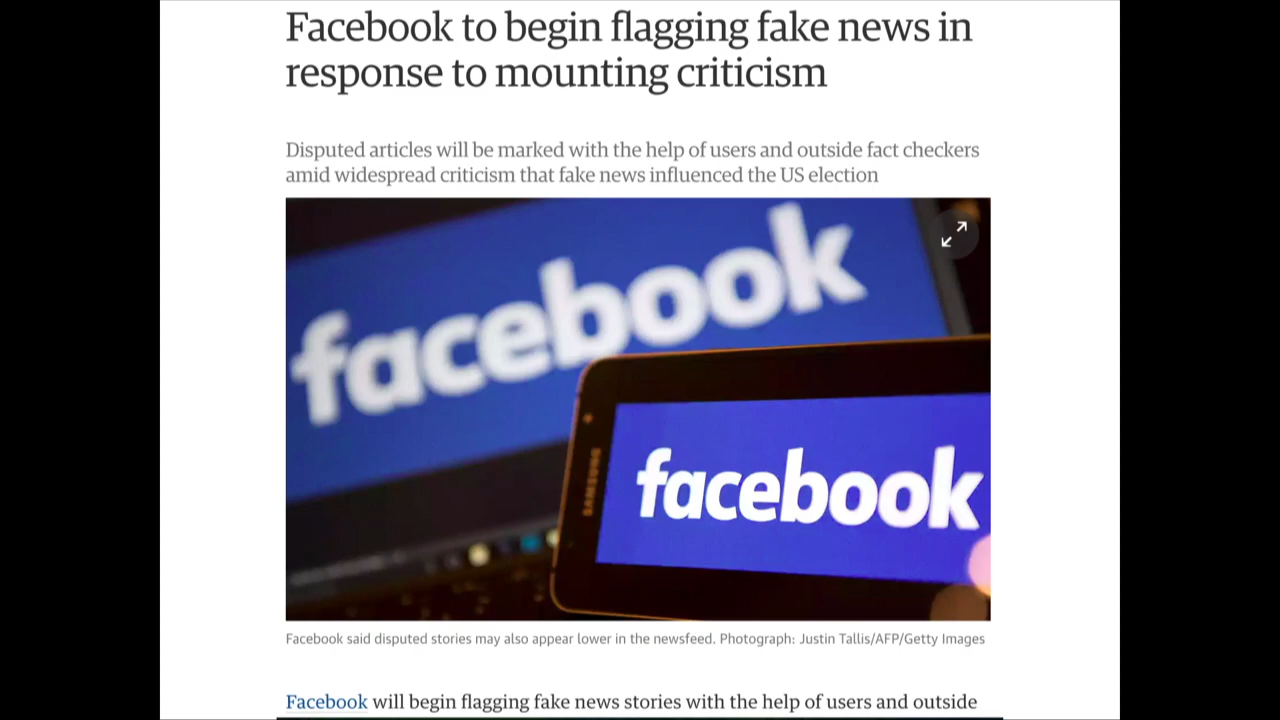 Facebook to begin flagging fake news in
response to mounting criticism
Disputed articles will be marked with the help of users and outside fact checkers
amid widespread criticism that fake news influenced the US election
facebook
SAMSUNG
facebook
Facebook said disputed stories may also appear lower in the newsfeed. Photograph: Justin Tallis/AFP/Getty Images
Facebook will begin flagging fake news stories with the help of users and outside